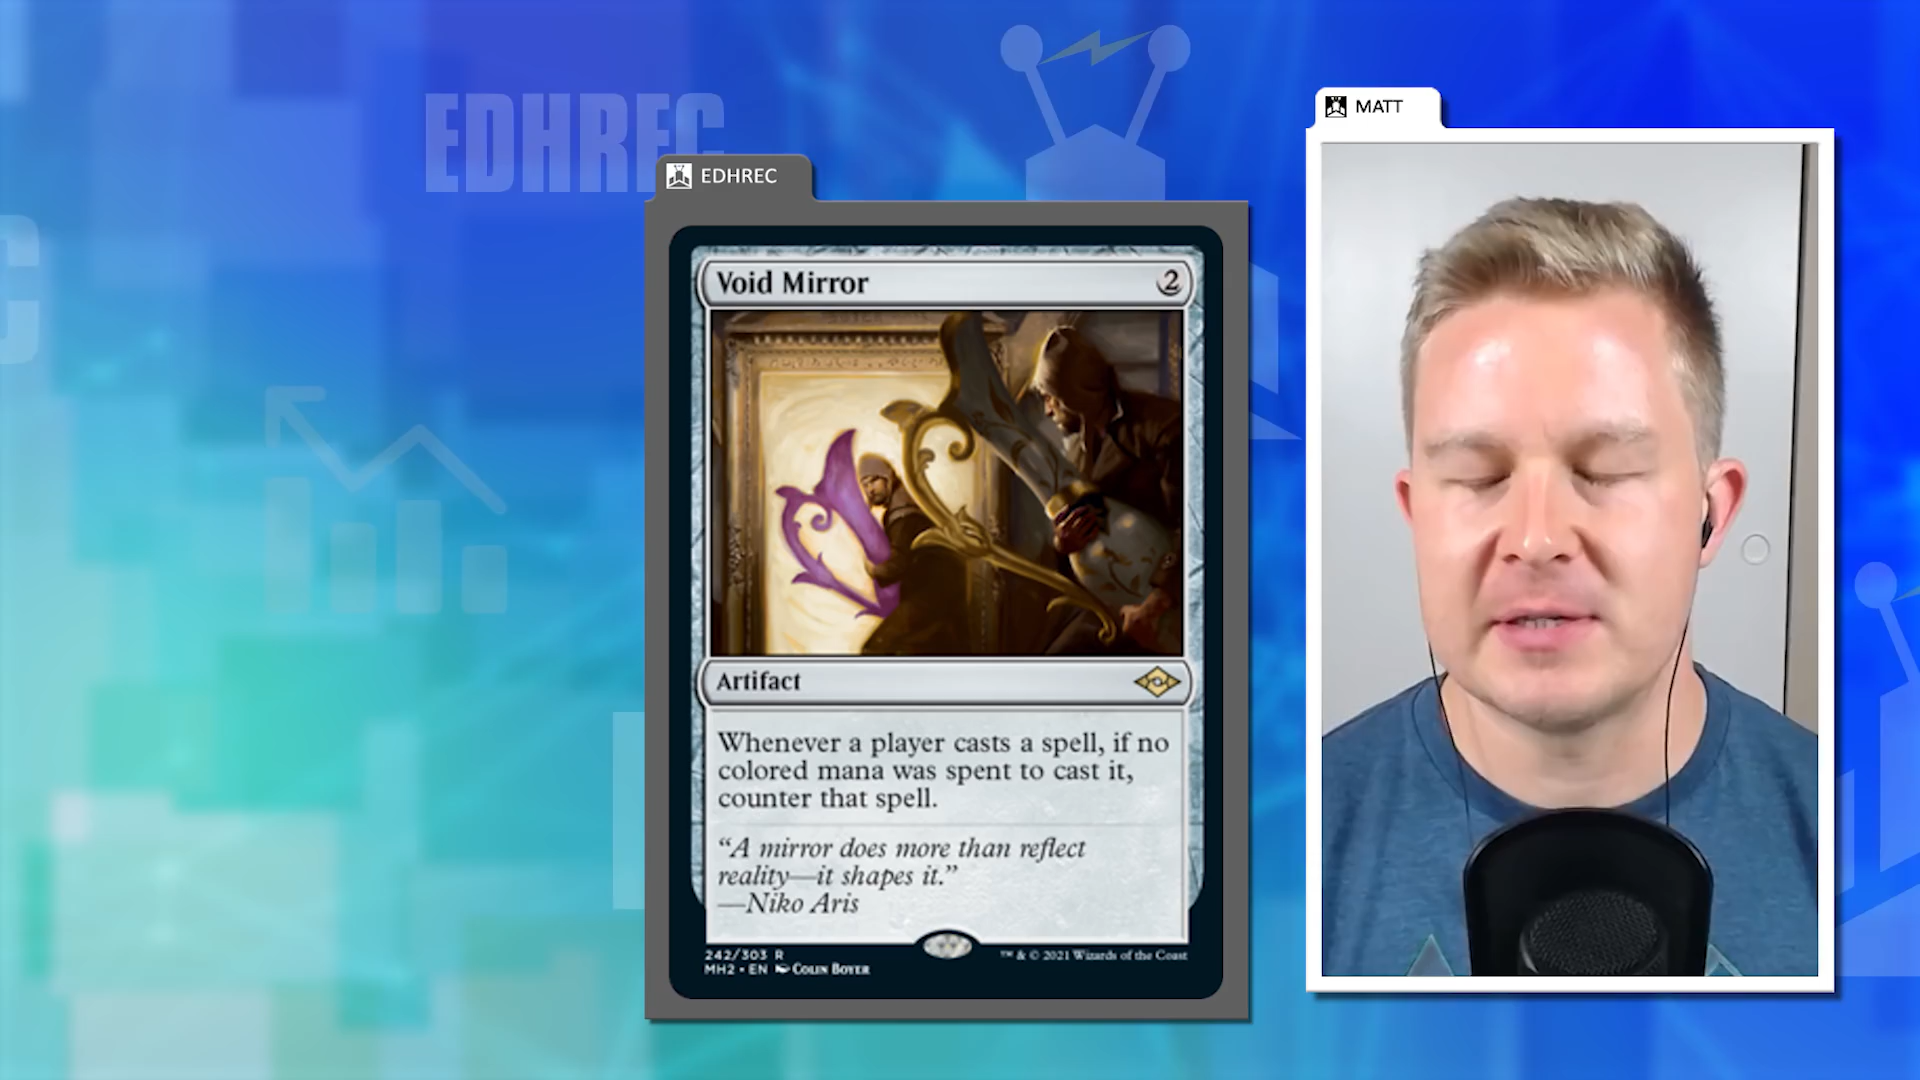 EDHREC
EDHREC
MATT
Void Mirror 2
Artifact
Whenever a player casts a spell, if no
colored mana was spent to cast it,
counter that spell.
“A mirror does more than reflect
reality—it shapes it.”
—Niko Aris
242/303 R
MH2 • EN Colin Boyer
™ & © 2021 Wizards of the Coast
C